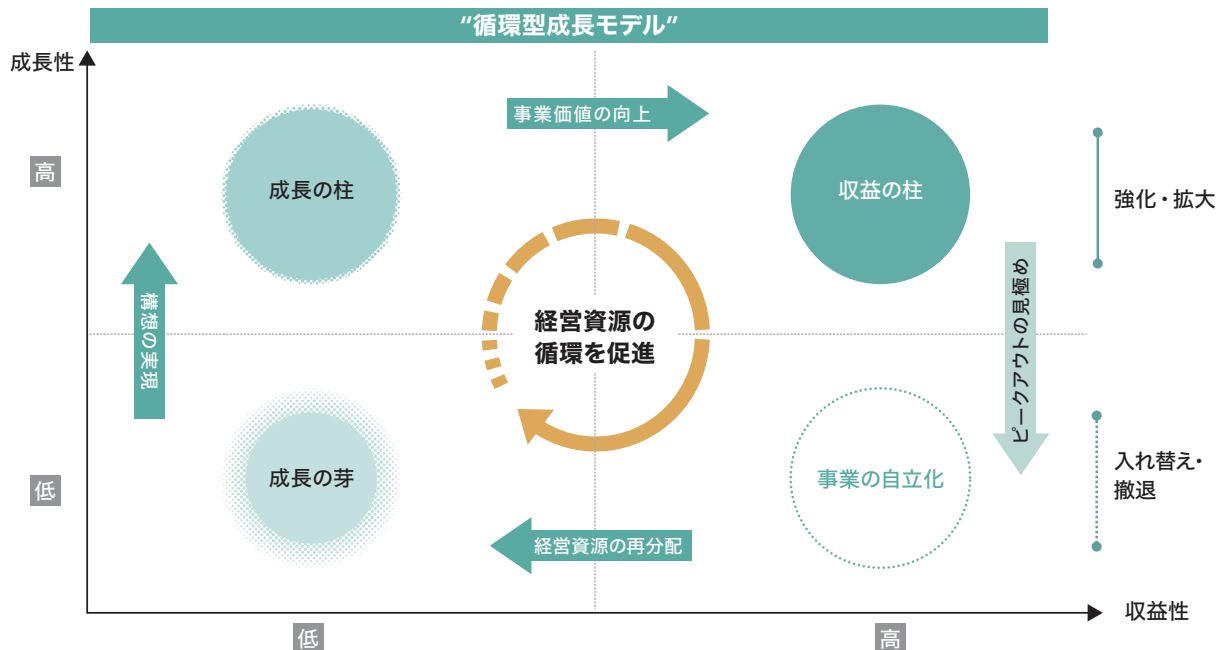 “循環型成長モデル”
成長性
事業価値の向上
高
成長の柱
収益の柱
強化・拡大
構想の実現
経営資源の
循環を促進
ピークアウトの見極め
低
成長の芽
事業の自立化
入れ替え・
撤退
経営資源の再分配
収益性
低
高